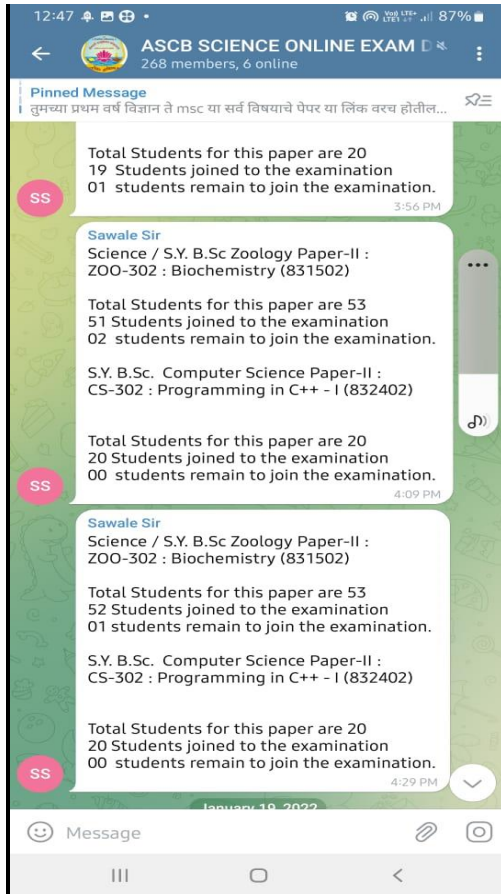 12:47
87%
ASCB SCIENCE ONLINE EXAM
268 members, 6 online
Pinned Message
तुमच्या प्रथम वर्ष विज्ञान ते msc या सर्व विषयाचे पेपर या लिंक वरच होतील...
Total Students for this paper are 20
19 Students joined to the examination
01 students remain to join the examination.
SS
3:56 PM
Sawale Sir
Science / S.Y. B.Sc Zoology Paper-II :
ZOO-302 : Biochemistry (831502)
Total Students for this paper are 53
51 Students joined to the examination
02 students remain to join the examination.
S.Y. B.Sc. Computer Science Paper-II :
CS-302 : Programming in C++ - I (832402)
Total Students for this paper are 20
20 Students joined to the examination
00 students remain to join the examination.
SS
4:09 PM
Sawale Sir
Science / S.Y. B.Sc Zoology Paper-II :
ZOO-302 : Biochemistry (831502)
Total Students for this paper are 53
52 Students joined to the examination
01 students remain to join the examination.
S.Y. B.Sc. Computer Science Paper-II :
CS-302 : Programming in C++ - I (832402)
Total Students for this paper are 20
20 Students joined to the examination
00 students remain to join the examination.
SS
4:29 PM
January 19, 2022
Message